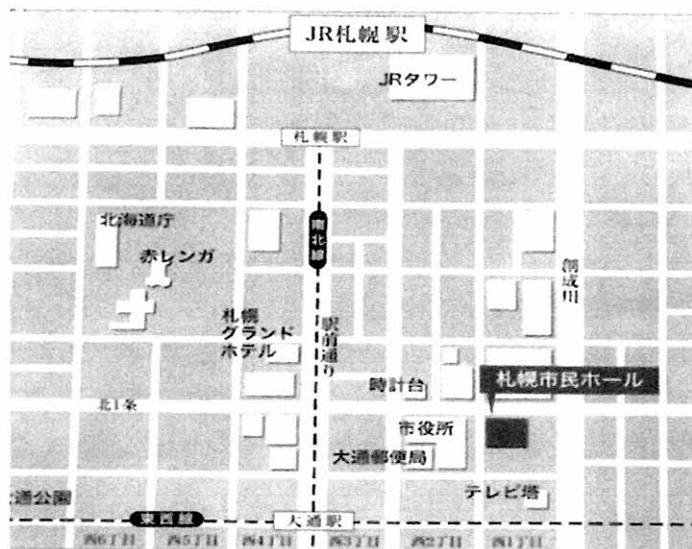 JR札幌駅
JRタワー
札幌駅
南北線
北海道庁
赤レンガ
創成川
札幌
グランド
ホテル
駅前通り
時計台
札幌市民ホール
北1条
市役所
大通郵便局
テレビ塔
通公園
東西線
大通駅
西6丁目
西5丁目
西4丁目
西3丁目
西2丁目
西1丁目